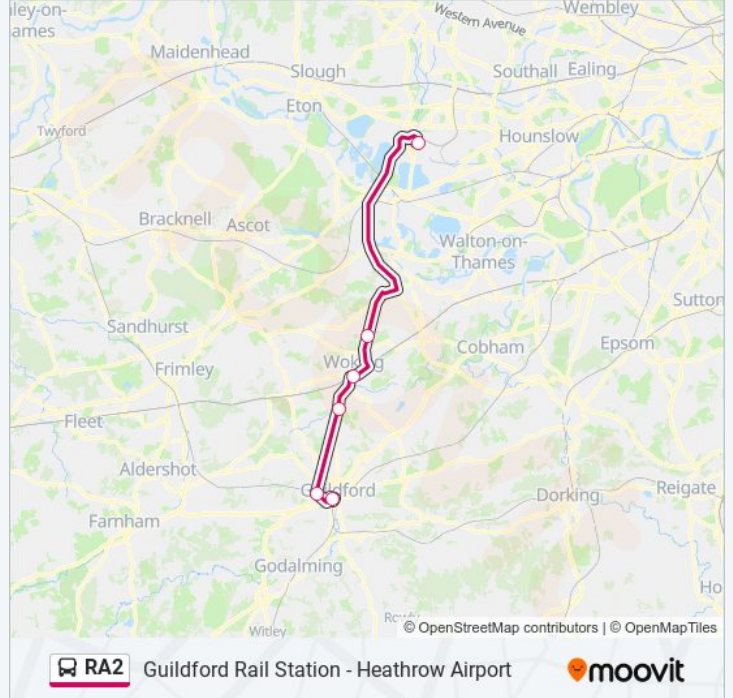 Wembley
ley-on-
ames
Western Avenue
Maidenhead
Slough
Southall
Ealing
Eton
Twyford
Hounslow
Bracknell
Ascot
Walton-on-
Thames
Sutton
Sandhurst
Cobham
Epsom
Woking
Frimley
Fleet
Aldershot
Guildford
Dorking
Reigate
Farnham
Godalming
Ho
Witley
© OpenStreetMap contributors | © OpenMapTiles
RA2
Guildford Rail Station - Heathrow Airport
moovit